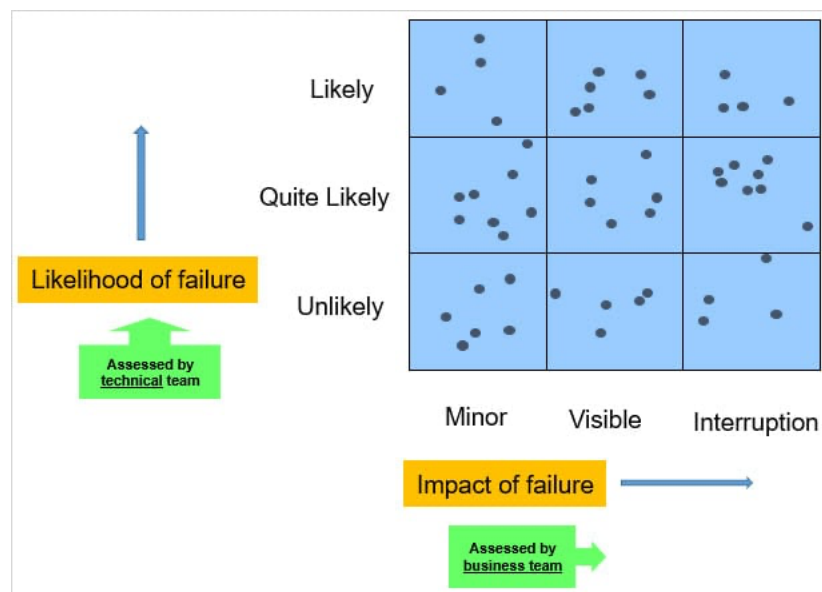 Likely
Quite Likely
Likelihood of failure
Unlikely
Assessed by
technical team
Minor
Visible
Interruption
Impact of failure
Assessed by
business team